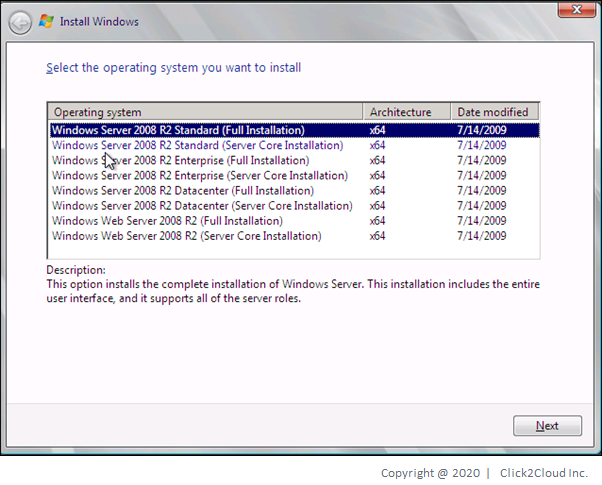 Install Windows
Select the operating system you want to install
Operating system Architecture Date modified
Windows Server 2008 R2 Standard (Full Installation) x64 7/14/2009
Windows Server 2008 R2 Standard (Server Core Installation) x64 7/14/2009
Windows Server 2008 R2 Enterprise (Full Installation) x64 7/14/2009
Windows Server 2008 R2 Enterprise (Server Core Installation) x64 7/14/2009
Windows Server 2008 R2 Datacenter (Full Installation) x64 7/14/2009
Windows Server 2008 R2 Datacenter (Server Core Installation) x64 7/14/2009
Windows Web Server 2008 R2 (Full Installation) x64 7/14/2009
Windows Web Server 2008 R2 (Server Core Installation) x64 7/14/2009
Description:
This option installs the complete installation of Windows Server. This installation includes the entire
user interface, and it supports all of the server roles.
Next
Copyright @ 2020 | Click2Cloud Inc.